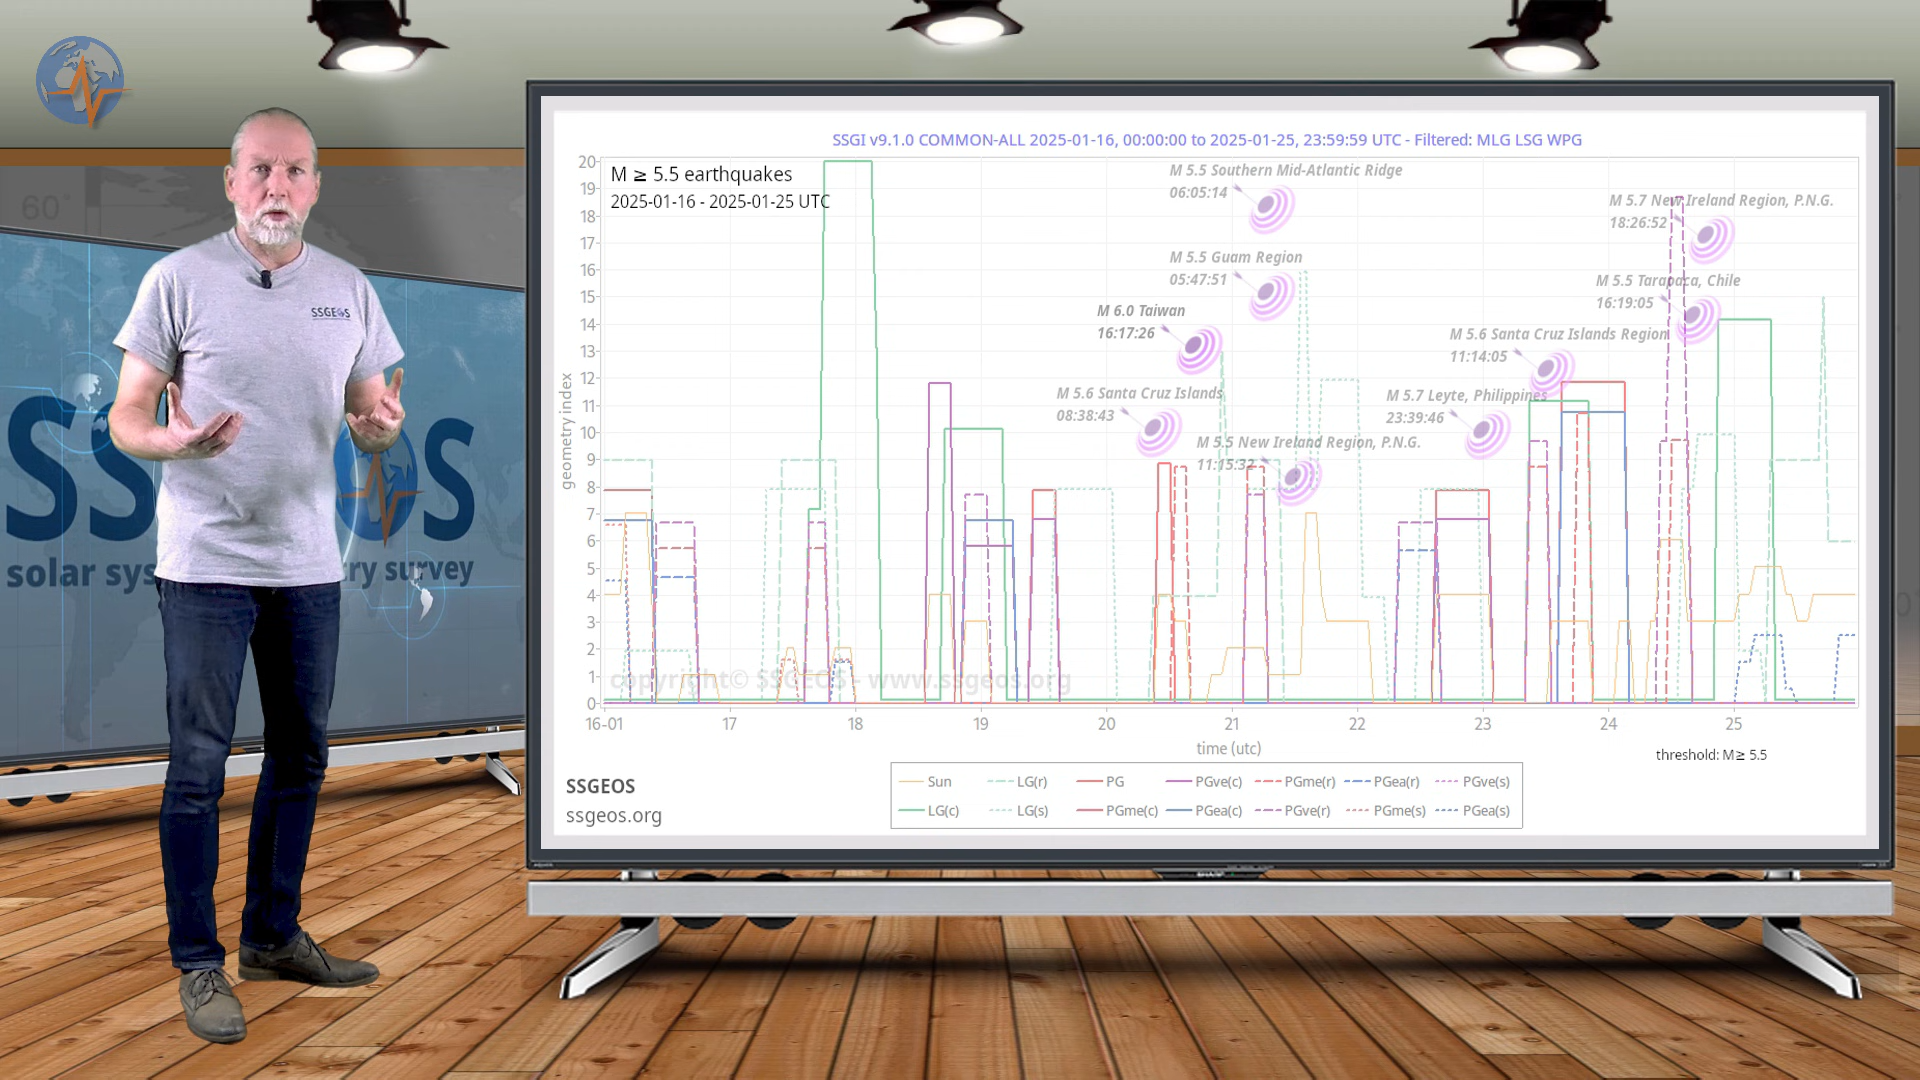 SSGI v9.1.0 COMMON-ALL 2025-01-16, 00:00:00 to 2025-01-25, 23:59:59 UTC - Filtered: MLG LSG WPG
M ≥ 5.5 earthquakes
2025-01-16 - 2025-01-25 UTC
M 5.5 Southern Mid-Atlantic Ridge
06:05:14
M 5.7 New Ireland Region, P.N.G.
18:26:52
M 5.5 Guam Region
05:47:51
M 5.5 Tarapaca, Chile
16:19:05
M 6.0 Taiwan
16:17:26
M 5.6 Santa Cruz Islands Region
11:14:05
M 5.6 Santa Cruz Islands
08:38:43
M 5.7 Leyte, Philippines
23:39:46
M 5.5 New Ireland Region, P.N.G.
11:15:32
geometry index
20
19
18
17
16
15
14
13
12
11
10
9
8
7
6
5
4
3
2
1
0
copyright© SSGEOS - www.ssgeos.org
16-01 17 18 19 20 21 22 23 24 25
time (utc)
threshold: M≥ 5.5
SSGEOS
ssgeos.org
Sun LG(r) PG PGve(c) PGme(r) PGea(r) PGve(s)
LG(c) LG(s) PGme(c) PGea(c) PGve(r) PGme(s) PGea(s)
SSGEOS
60°
SS OS
solar sys ry survey
SHARP